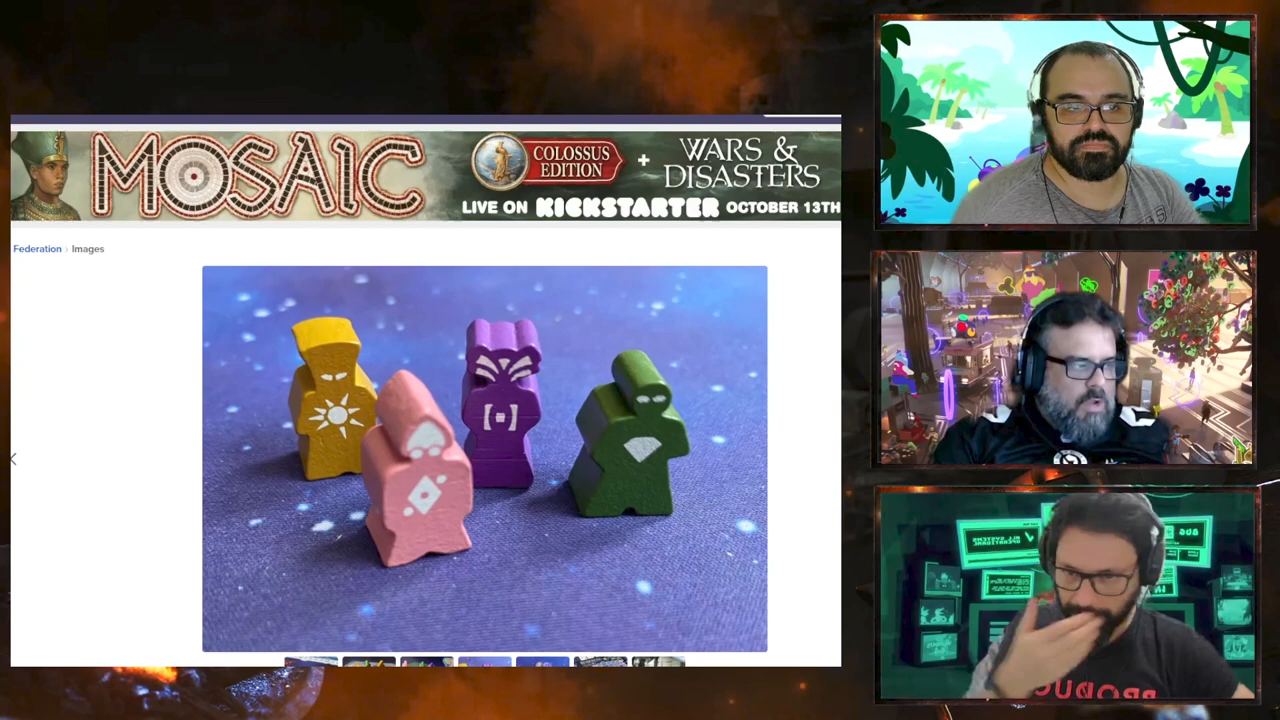 MOSAIC
COLOSSUS
EDITION
+
WARS &
DISASTERS
LIVE ON KICKSTARTER OCTOBER 13TH
Federation › Images